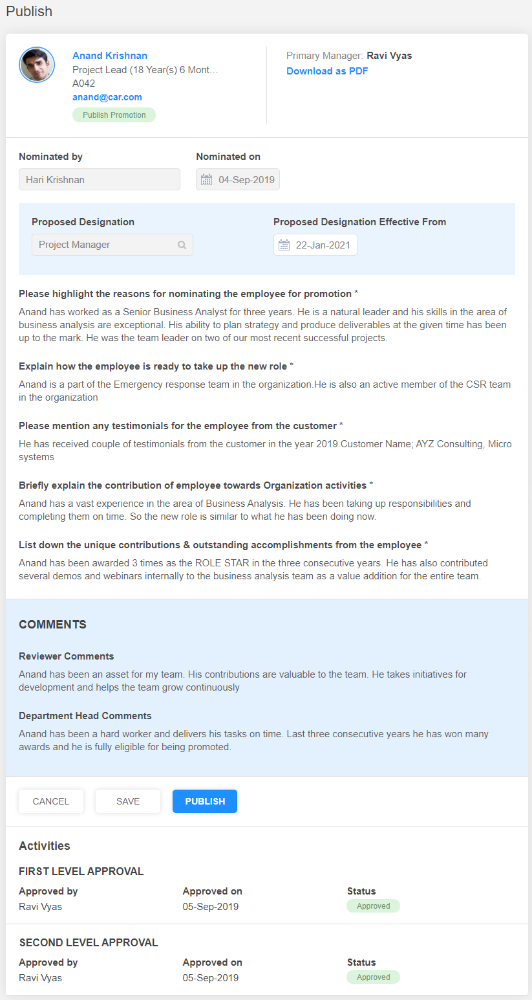 Publish
Anand Krishnan
Project Lead (18 Year(s) 6 Mont...
A042
anand@car.com
Publish Promotion
Primary Manager: Ravi Vyas
Download as PDF
Nominated by
Nominated on
Hari Krishnan
04-Sep-2019
Proposed Designation
Proposed Designation Effective From
Project Manager
22-Jan-2021
Please highlight the reasons for nominating the employee for promotion *
Anand has worked as a Senior Business Analyst for three years. He is a natural leader and his skills in the area of
business analysis are exceptional. His ability to plan strategy and produce deliverables at the given time has been
up to the mark. He was the team leader on two of our most recent successful projects.
Explain how the employee is ready to take up the new role *
Anand is a part of the Emergency response team in the organization.He is also an active member of the CSR team
in the organization
Please mention any testimonials for the employee from the customer *
He has received couple of testimonials from the customer in the year 2019.Customer Name; AYZ Consulting, Micro
systems
Briefly explain the contribution of employee towards Organization activities *
Anand has a vast experience in the area of Business Analysis. He has been taking up responsibilities and
completing them on time. So the new role is similar to what he has been doing now.
List down the unique contributions & outstanding accomplishments from the employee *
Anand has been awarded 3 times as the ROLE STAR in the three consecutive years. He has also contributed
several demos and webinars internally to the business analysis team as a value addition for the entire team.
COMMENTS
Reviewer Comments
Anand has been an asset for my team. His contributions are valuable to the team. He takes initiatives for
development and helps the team grow continuously
Department Head Comments
Anand has been a hard worker and delivers his tasks on time. Last three consecutive years he has won many
awards and he is fully eligible for being promoted.
CANCEL
SAVE
PUBLISH
Activities
FIRST LEVEL APPROVAL
Approved by
Approved on
Status
Ravi Vyas
05-Sep-2019
Approved
SECOND LEVEL APPROVAL
Approved by
Approved on
Status
Ravi Vyas
05-Sep-2019
Approved